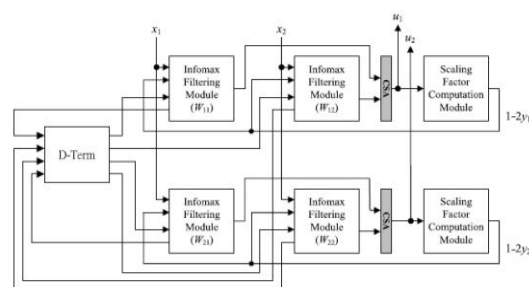 u1
u2
x1
x2
Infomax
Filtering
Module
(W11)
Infomax
Filtering
Module
(W12)
CSA
Scaling
Factor
Computation
Module
1-2y1
D-Term
Infomax
Filtering
Module
(W21)
Infomax
Filtering
Module
(W22)
CSA
Scaling
Factor
Computation
Module
1-2y2